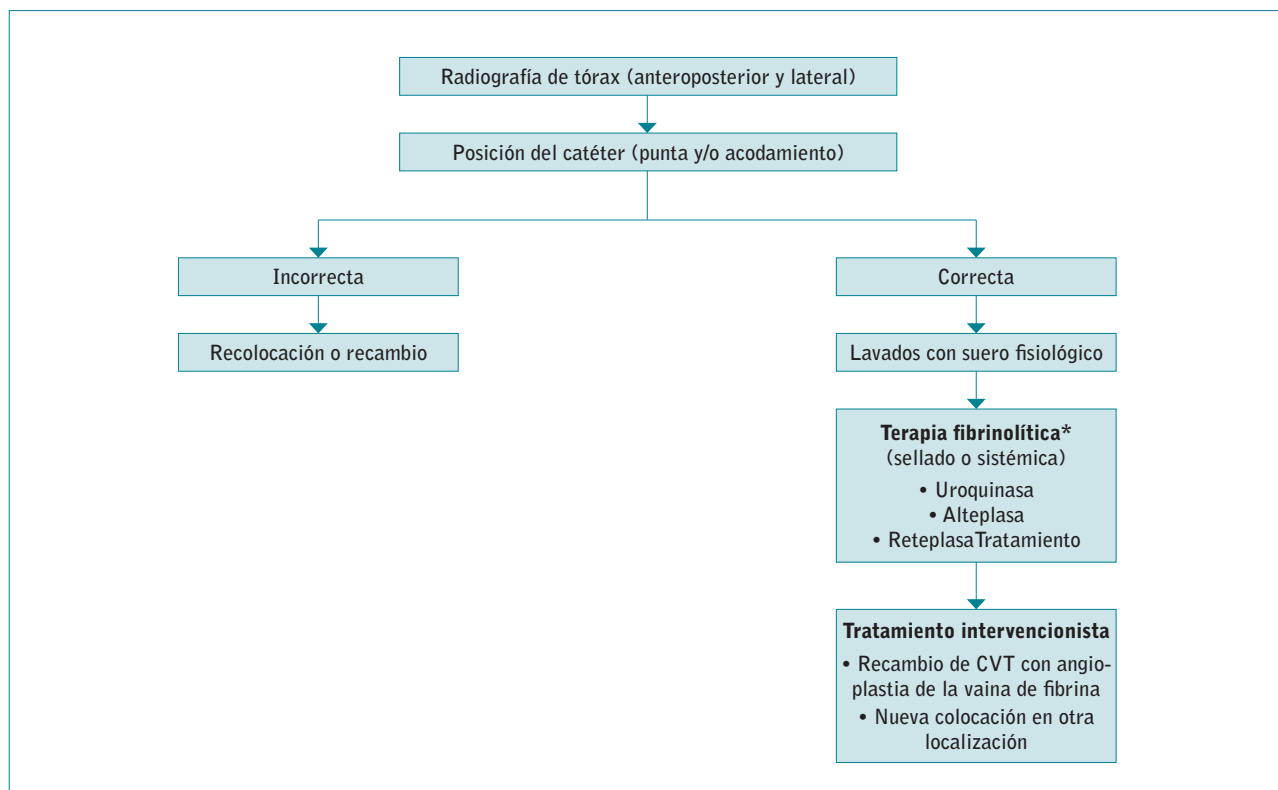 Radiografía de tórax (anteroposterior y lateral)
Posición del catéter (punta y/o acodamiento)
Incorrecta
Recolocación o recambio
Correcta
Lavados con suero fisiológico
Terapia fibrinolítica*
(sellado o sistémica)
• Uroquinasa
• Alteplasa
• ReteplasaTratamiento
Tratamiento intervencionista
• Recambio de CVT con angio-
plastia de la vaina de fibrina
• Nueva colocación en otra
localización